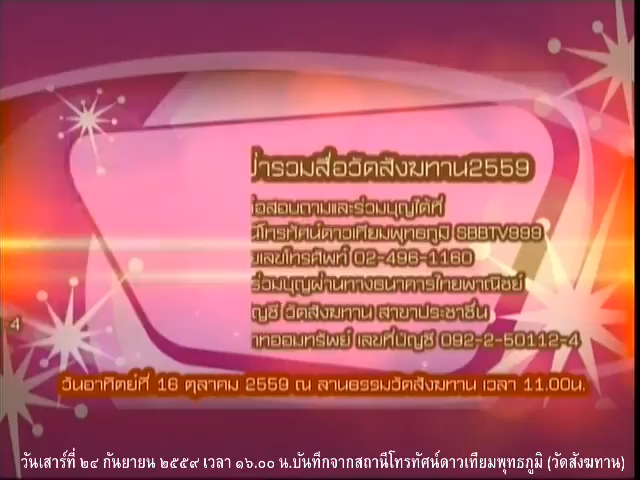 ป่ารวมสื่อวัดสังฆทาน2559
สอบถามและร่วมบุญได้ที่
โทรทัศน์ดาวเทียมพุทธภูมิ SBBTV999
เลขโทรศัพท์ 02-496-1160
ร่วมบุญผ่านทางธนาคารไทยพาณิชย์
บัญชี วัดสังฆทาน สาขาประชาชื่น
ออมทรัพย์ เลขที่บัญชี 092-2-50112-4
4
วันอาทิตย์ที่ 16 ตุลาคม 2559 ณ ลานธรรมวัดสังฆทาน เวลา 11.00น.
วันเสาร์ที่ ๒๔ กันยายน ๒๕๕๙ เวลา ๑๖.๐๐ น.บันทึกจากสถานีโทรทัศน์ดาวเทียมพุทธภูมิ (วัดสังฆทาน)